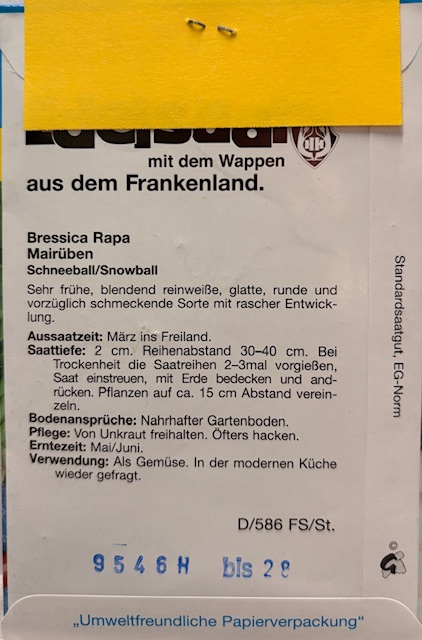 mit dem Wappen
aus dem Frankenland.
Bressica Rapa
Mairüben
Schneeball/Snowball
Sehr frühe, blendend reinweiße, glatte, runde und
vorzüglich schmeckende Sorte mit rascher Entwick-
lung.
Aussaatzeit: März ins Freiland.
Saattiefe: 2 cm. Reihenabstand 30–40 cm. Bei
Trockenheit die Saatreihen 2–3mal vorgießen,
Saat einstreuen, mit Erde bedecken und and-
rücken. Pflanzen auf ca. 15 cm Abstand verein-
zeln.
Bodenansprüche: Nahrhafter Gartenboden.
Pflege: Von Unkraut freihalten. Öfters hacken.
Erntezeit: Mai/Juni.
Verwendung: Als Gemüse. In der modernen Küche
wieder gefragt.
D/586 FS/St.
9546H bis 28
Standardsaatgut, EG-Norm
©
„Umweltfreundliche Papierverpackung“